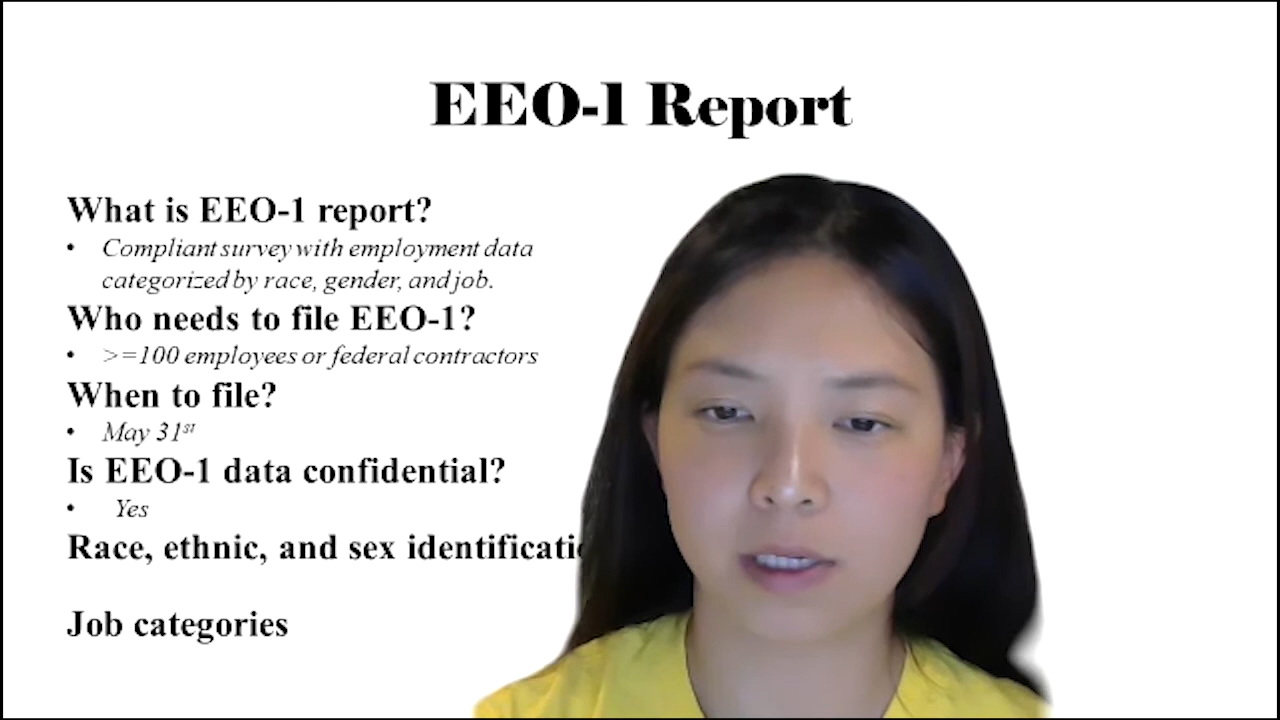 EEO-1 Report
What is EEO-1 report?
• Compliant survey with employment data
categorized by race, gender, and job.
Who needs to file EEO-1?
• >=100 employees or federal contractors
When to file?
• May 31st
Is EEO-1 data confidential?
• Yes
Race, ethnic, and sex
Job categories